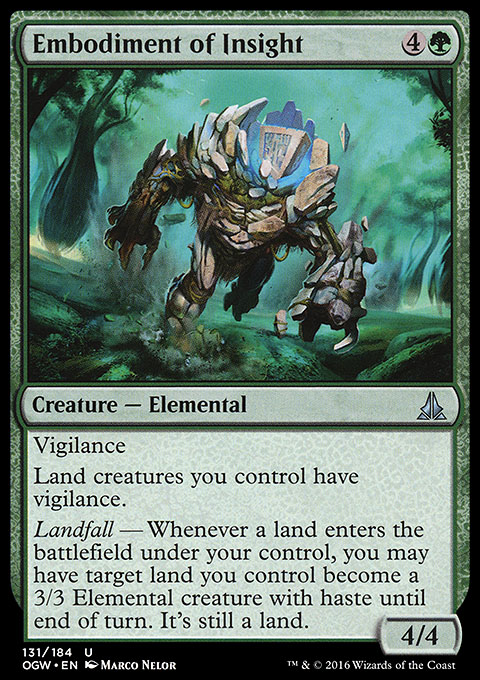 Embodiment of Insight 4
Creature — Elemental
Vigilance
Land creatures you control have
vigilance.
Landfall — Whenever a land enters the
battlefield under your control, you may
have target land you control become a
3/3 Elemental creature with haste until
end of turn. It's still a land.
4/4
131/184 U
OGW • EN Marco Nelor
™ & © 2016 Wizards of the Coast